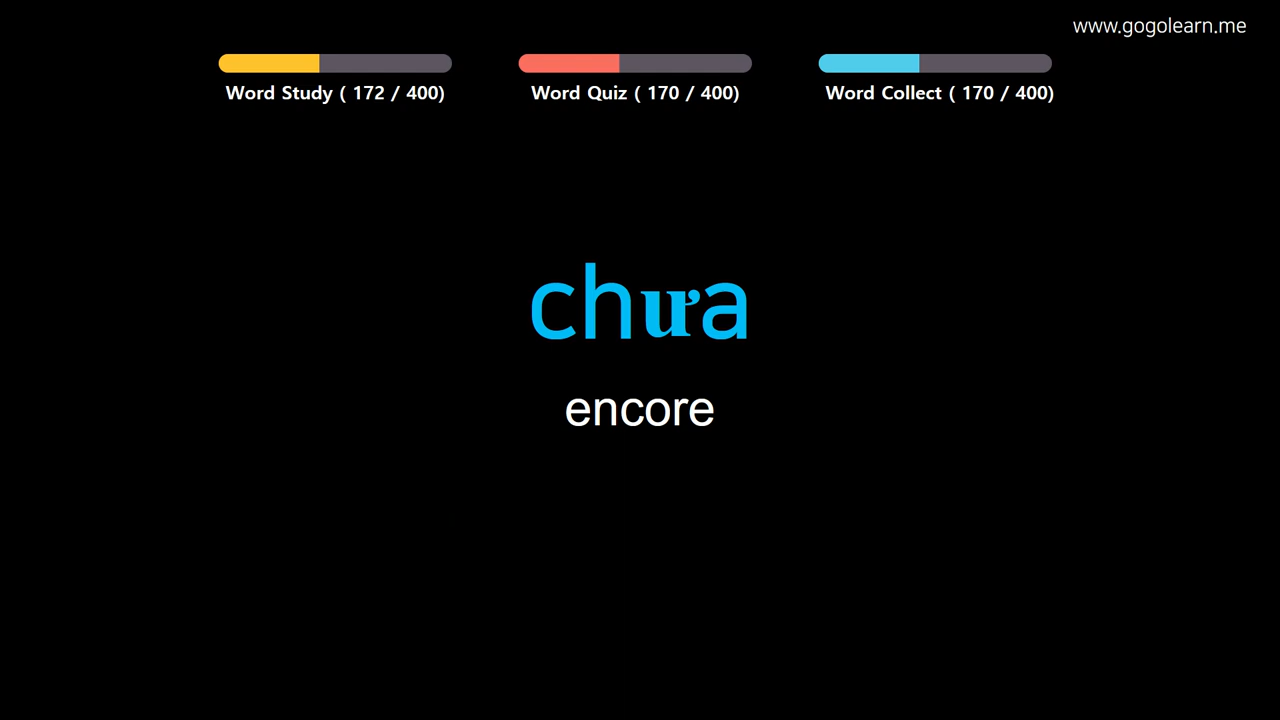 www.gogolearn.me
Word Study ( 172 / 400)
Word Quiz ( 170 / 400)
Word Collect ( 170 / 400)
chưa
encore